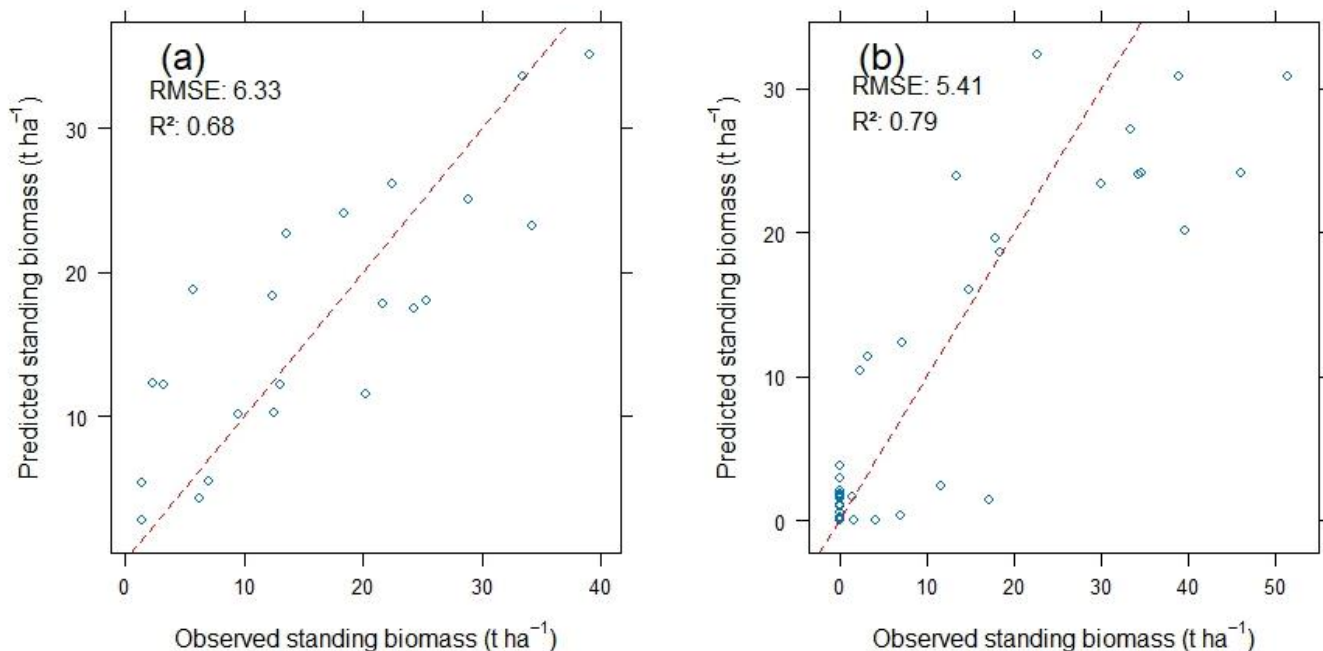 (a)
RMSE: 6.33
R²: 0.68
30
20
10
0 10 20 30 40
Predicted standing biomass (t ha⁻¹)
Observed standing biomass (t ha⁻¹)
(b)
RMSE: 5.41
R²: 0.79
30
20
10
0
0 10 20 30 40 50
Predicted standing biomass (t ha⁻¹)
Observed standing biomass (t ha⁻¹)